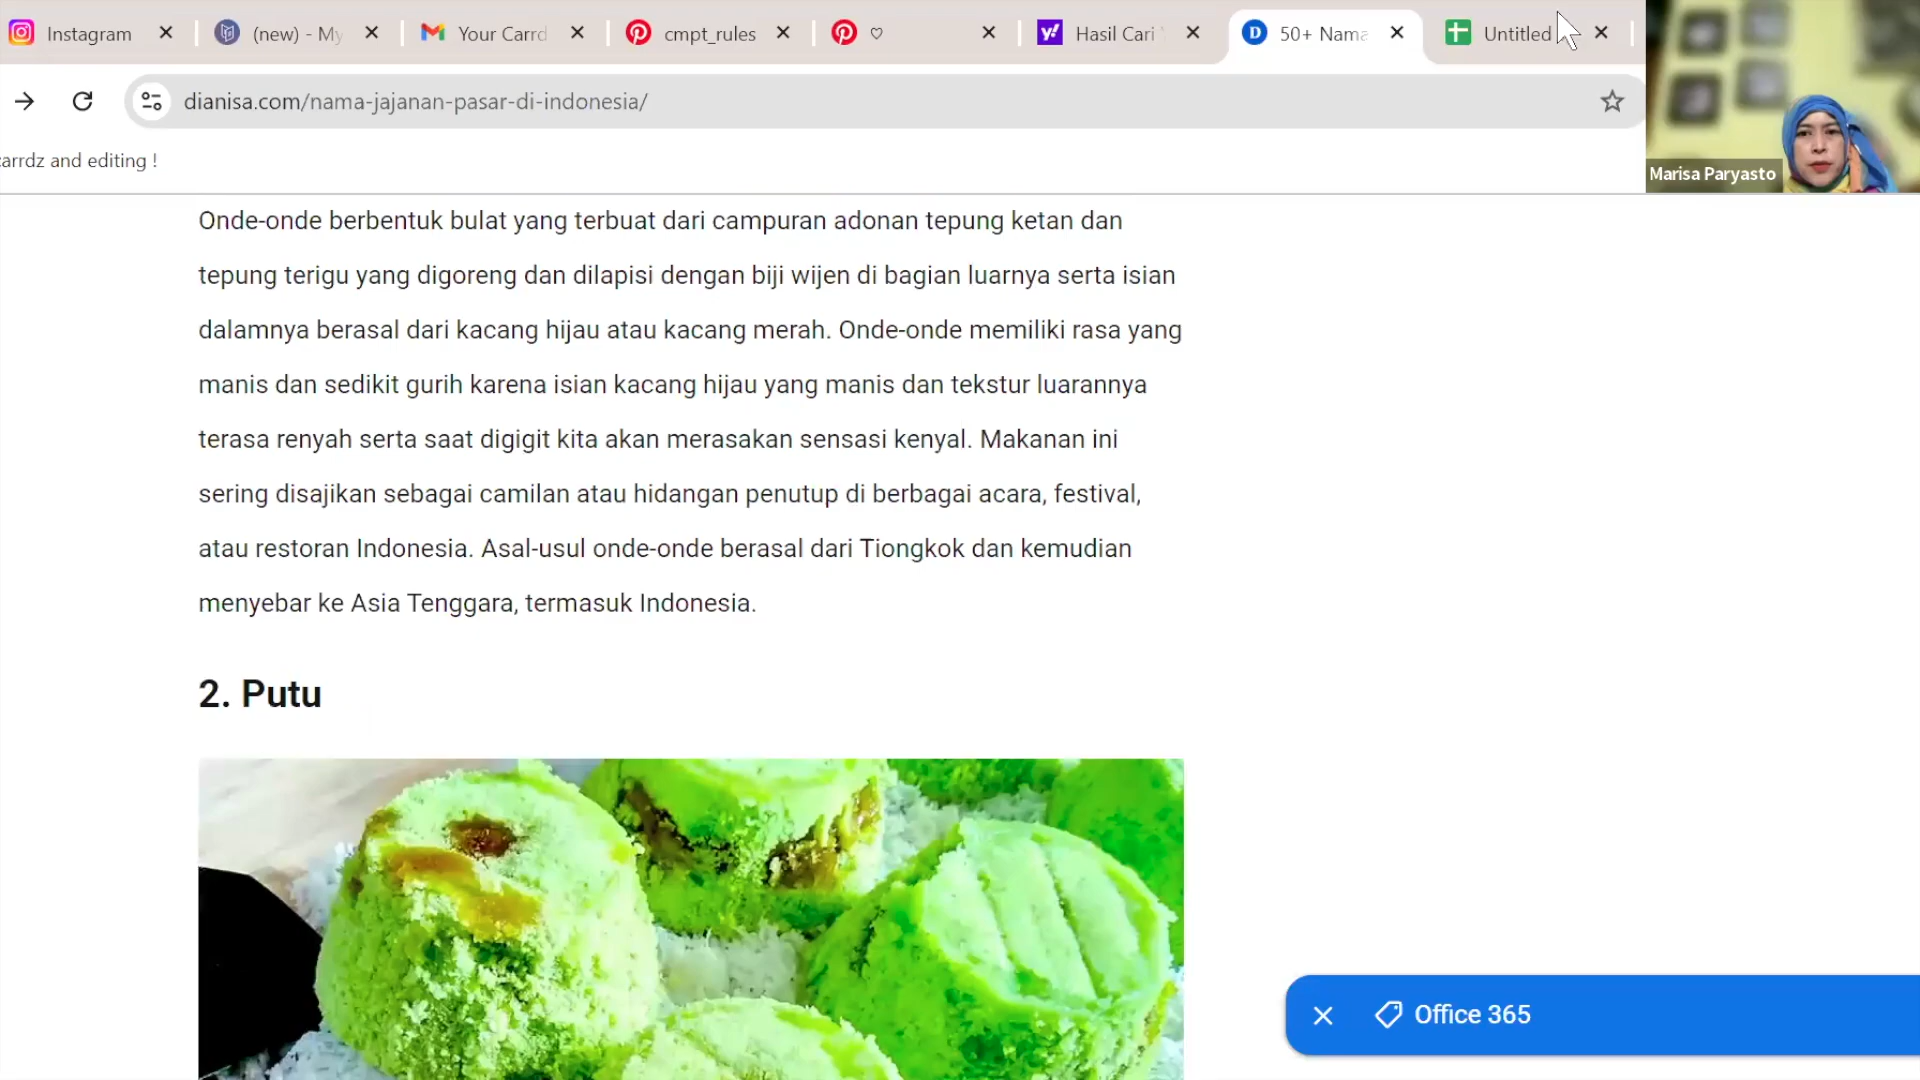 Instagram
(new) - My
Your Carrd
cmpt_rules
♡
Hasil Cari
50+ Nama
Untitled
dianisa.com/nama-jajanan-pasar-di-indonesia/
carrdz and editing !
Marisa Paryasto
Onde-onde berbentuk bulat yang terbuat dari campuran adonan tepung ketan dan
tepung terigu yang digoreng dan dilapisi dengan biji wijen di bagian luarnya serta isian
dalamnya berasal dari kacang hijau atau kacang merah. Onde-onde memiliki rasa yang
manis dan sedikit gurih karena isian kacang hijau yang manis dan tekstur luarannya
terasa renyah serta saat digigit kita akan merasakan sensasi kenyal. Makanan ini
sering disajikan sebagai camilan atau hidangan penutup di berbagai acara, festival,
atau restoran Indonesia. Asal-usul onde-onde berasal dari Tiongkok dan kemudian
menyebar ke Asia Tenggara, termasuk Indonesia.
2. Putu
Office 365